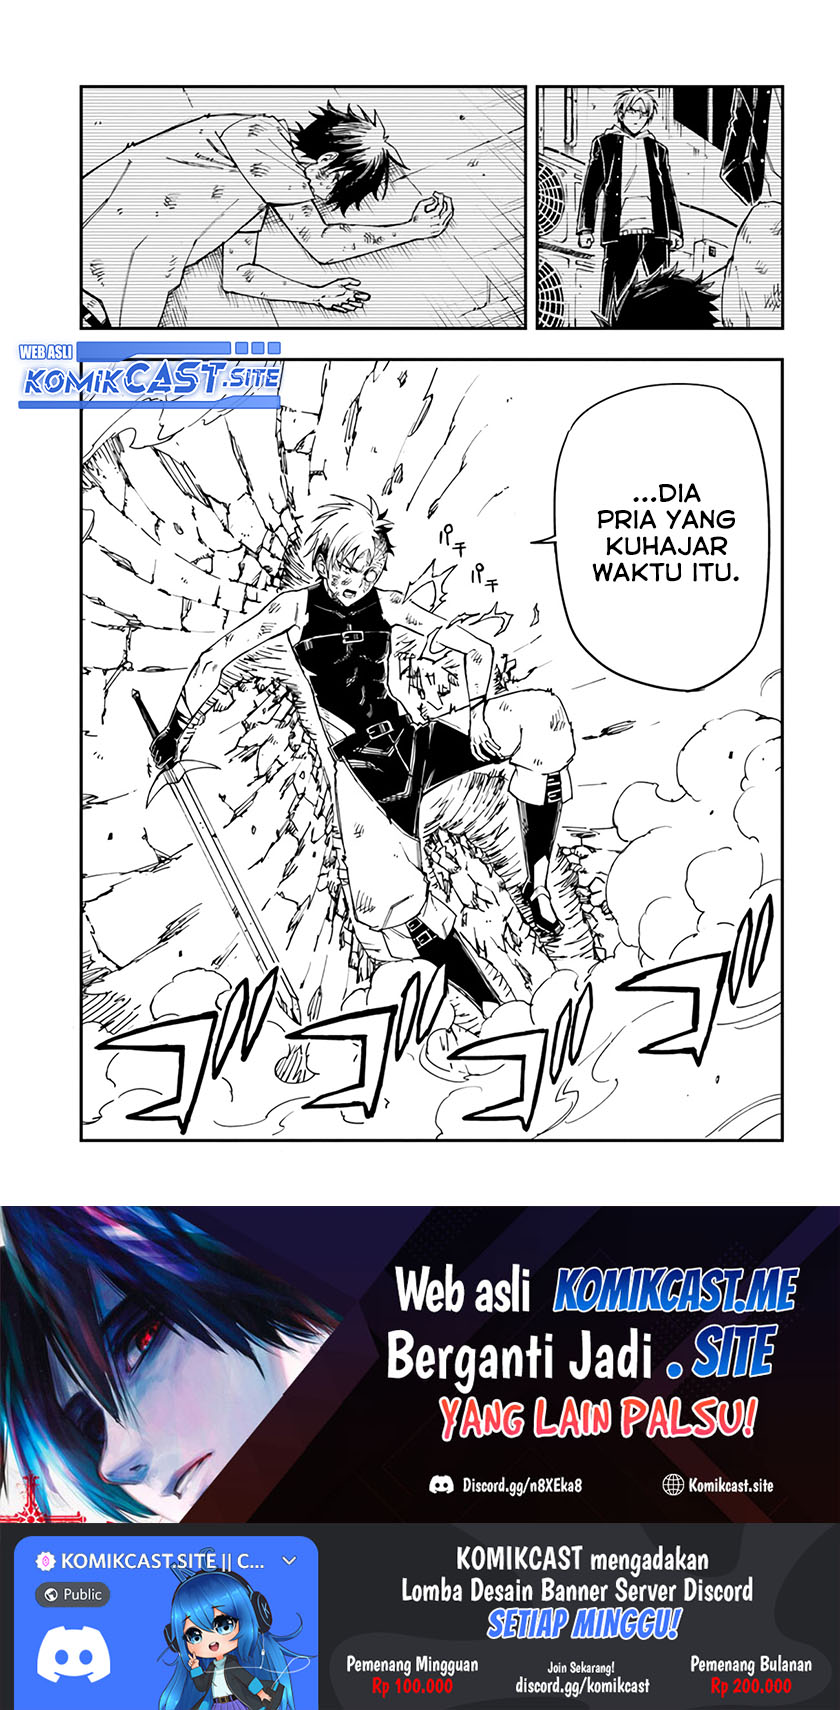 WEB ASLI
KOMIKCAST.SITE
...DIA
PRIA YANG
KUHAJAR
WAKTU ITU.
パチ
パチ
ゴゴゴゴ
Web asli KOMIKCAST.ME
Berganti Jadi .SITE
YANG LAIN PALSU!
Discord.gg/n8XEka8 Komikcast.site
KOMIKCAST.SITE || C...
Public
KOMIKCAST mengadakan
Lomba Desain Banner Server Discord
SETIAP MINGGU!
Pemenang Mingguan
Rp 100.000
Join Sekarang!
discord.gg/komikcast
Pemenang Bulanan
Rp 200.000